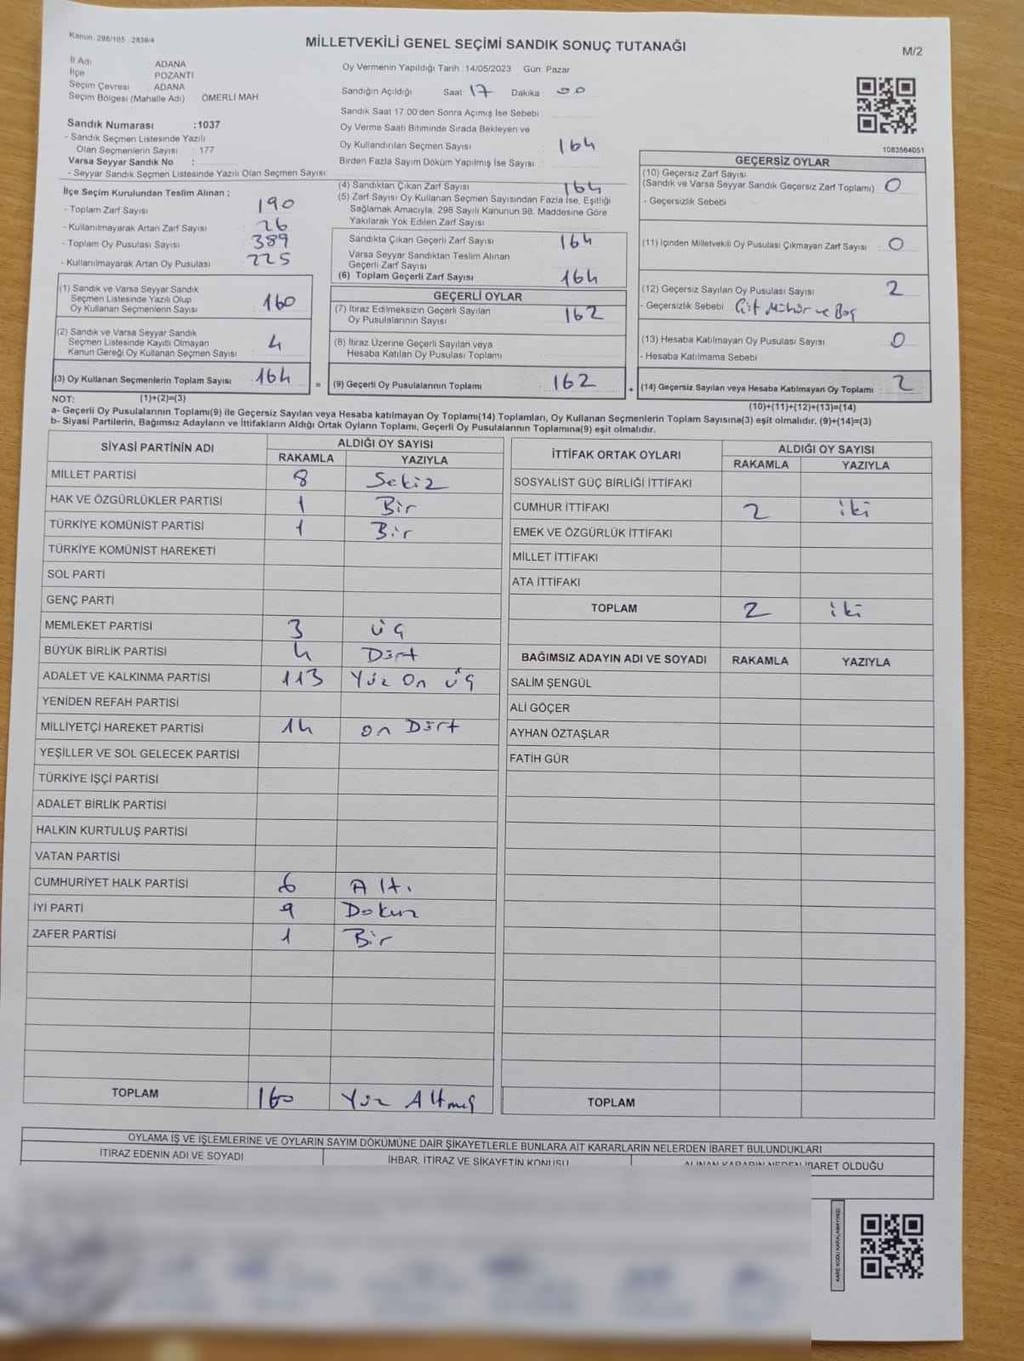 Kanun: 298/105 2839/4
MİLLETVEKİLİ GENEL SEÇİMİ SANDIK SONUÇ TUTANAĞI
M/2
İl Adı ADANA
İlçe POZANTI
Seçim Çevresi ADANA
Seçim Bölgesi (Mahalle Adı) ÖMERLİ MAH
Sandık Numarası :1037
- Sandık Seçmen Listesinde Yazılı
Olan Seçmenlerin Sayısı 177
Varsa Seyyar Sandık No :
- Seyyar Sandık Seçmen Listesinde Yazılı Olan Seçmen Sayısı:
Oy Vermenin Yapıldığı Tarih :14/05/2023 Gün: Pazar
Sandığın Açıldığı Saat: 17 Dakika: 00
Sandık Saat 17:00'den Sonra Açılmış İse Sebebi
Oy Verme Saati Bitiminde Sırada Bekleyen ve
Oy Kullandırılan Seçmen Sayısı 164
Birden Fazla Sayım Döküm Yapılmış İse Sayısı
İlçe Seçim Kurulundan Teslim Alınan ;
- Toplam Zarf Sayısı 190
- Kullanılmayarak Artan Zarf Sayısı 26
- Toplam Oy Pusulası Sayısı 389
- Kullanılmayarak Artan Oy Pusulası 225
(1) Sandık ve Varsa Seyyar Sandık
Seçmen Listesinde Yazılı Olup
Oy Kullanan Seçmenlerin Sayısı 160
(2) Sandık ve Varsa Seyyar Sandık
Seçmen Listesinde Kayıtlı Olmayan
Kanun Gereği Oy Kullanan Seçmen Sayısı 4
(3) Oy Kullanan Seçmenlerin Toplam Sayısı 164
(4) Sandıktan Çıkan Zarf Sayısı 164
(5) Zarf Sayısı Oy Kullanan Seçmen Sayısından Fazla İse, Eşitliği
Sağlamak Amacıyla, 298 Sayılı Kanunun 98. Maddesine Göre
Yakılarak Yok Edilen Zarf Sayısı
Sandıkta Çıkan Geçerli Zarf Sayısı 164
Varsa Seyyar Sandıktan Teslim Alınan
Geçerli Zarf Sayısı
(6) Toplam Geçerli Zarf Sayısı 164
GEÇERLİ OYLAR
(7) İtiraz Edilmeksizin Geçerli Sayılan
Oy Pusulalarının Sayısı 162
(8) İtiraz Üzerine Geçerli Sayılan veya
Hesaba Katılan Oy Pusulası Toplamı
= (9) Geçerli Oy Pusulalarının Toplamı 162
1083564051
GEÇERSİZ OYLAR
(10) Geçersiz Zarf Sayısı
(Sandık ve Varsa Seyyar Sandık Geçersiz Zarf Toplamı) 0
- Geçersizlik Sebebi
(11) İçinden Milletvekili Oy Pusulası Çıkmayan Zarf Sayısı : 0
(12) Geçersiz Sayılan Oy Pusulası Sayısı 2
- Geçersizlik Sebebi Çift Mühür ve Boş
(13) Hesaba Katılmayan Oy Pusulası Sayısı 0
- Hesaba Katılmama Sebebi
+ (14) Geçersiz Sayılan veya Hesaba Katılmayan Oy Toplamı 2
NOT: (1)+(2)=(3) (10)+(11)+(12)+(13)=(14)
a- Geçerli Oy Pusulalarının Toplamı(9) ile Geçersiz Sayılan veya Hesaba katılmayan Oy Toplamı(14) Toplamları, Oy Kullanan Seçmenlerin Toplam Sayısına(3) eşit olmalıdır. (9)+(14)=(3)
b- Siyasi Partilerin, Bağımsız Adayların ve İttifakların Aldığı Ortak Oyların Toplamı, Geçerli Oy Pusulalarının Toplamına(9) eşit olmalıdır.
SİYASİ PARTİNİN ADI ALDIĞI OY SAYISI
RAKAMLA YAZIYLA
MİLLET PARTİSİ 8 Sekiz
HAK VE ÖZGÜRLÜKLER PARTİSİ 1 Bir
TÜRKİYE KOMÜNİST PARTİSİ 1 Bir
TÜRKİYE KOMÜNİST HAREKETİ
SOL PARTİ
GENÇ PARTİ
MEMLEKET PARTİSİ 3 üç
BÜYÜK BİRLİK PARTİSİ 4 Dört
ADALET VE KALKINMA PARTİSİ 113 Yüz On üç
YENİDEN REFAH PARTİSİ
MİLLİYETÇİ HAREKET PARTİSİ 14 on Dört
YEŞİLLER VE SOL GELECEK PARTİSİ
TÜRKİYE İŞÇİ PARTİSİ
ADALET BİRLİK PARTİSİ
HALKIN KURTULUŞ PARTİSİ
VATAN PARTİSİ
CUMHURİYET HALK PARTİSİ 6 Altı
İYİ PARTİ 9 Dokuz
ZAFER PARTİSİ 1 Bir
TOPLAM 160 Yüz Altmış
İTTİFAK ORTAK OYLARI ALDIĞI OY SAYISI
RAKAMLA YAZIYLA
SOSYALİST GÜÇ BİRLİĞİ İTTİFAKI
CUMHUR İTTİFAKI 2 iki
EMEK VE ÖZGÜRLÜK İTTİFAKI
MİLLET İTTİFAKI
ATA İTTİFAKI
TOPLAM 2 iki
BAĞIMSIZ ADAYIN ADI VE SOYADI RAKAMLA YAZIYLA
SALİM ŞENGÜL
ALİ GÖÇER
AYHAN ÖZTAŞLAR
FATİH GÜR
TOPLAM
OYLAMA İŞ VE İŞLEMLERİNE VE OYLARIN SAYIM DÖKÜMÜNE DAİR ŞİKAYETLERLE BUNLARA AİT KARARLARIN NELERDEN İBARET BULUNDUKLARI
İTİRAZ EDENİN ADI VE SOYADI İHBAR, İTİRAZ VE ŞİKAYETİN KONUSU ALINAN KARARIN NEDEN İBARET OLDUĞU
KARE KODU KARALAMAYINIZ!